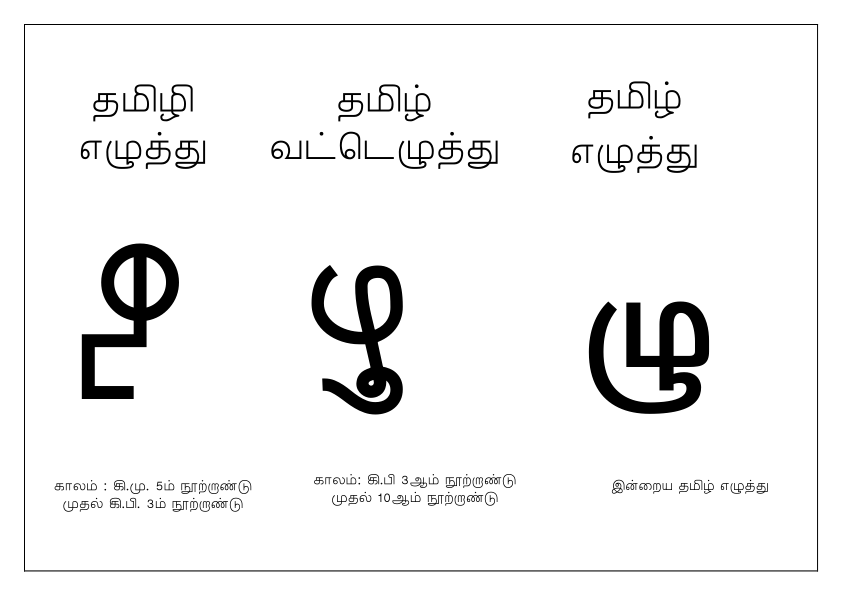 தமிழி
எழுத்து
தமிழ்
வட்டெழுத்து
தமிழ்
எழுத்து
ழு
காலம் : கி.மு. 5ம் நூற்றாண்டு
முதல் கி.பி. 3ம் நூற்றாண்டு
காலம்: கி.பி 3ஆம் நூற்றாண்டு
முதல் 10ஆம் நூற்றாண்டு
இன்றைய தமிழ் எழுத்து